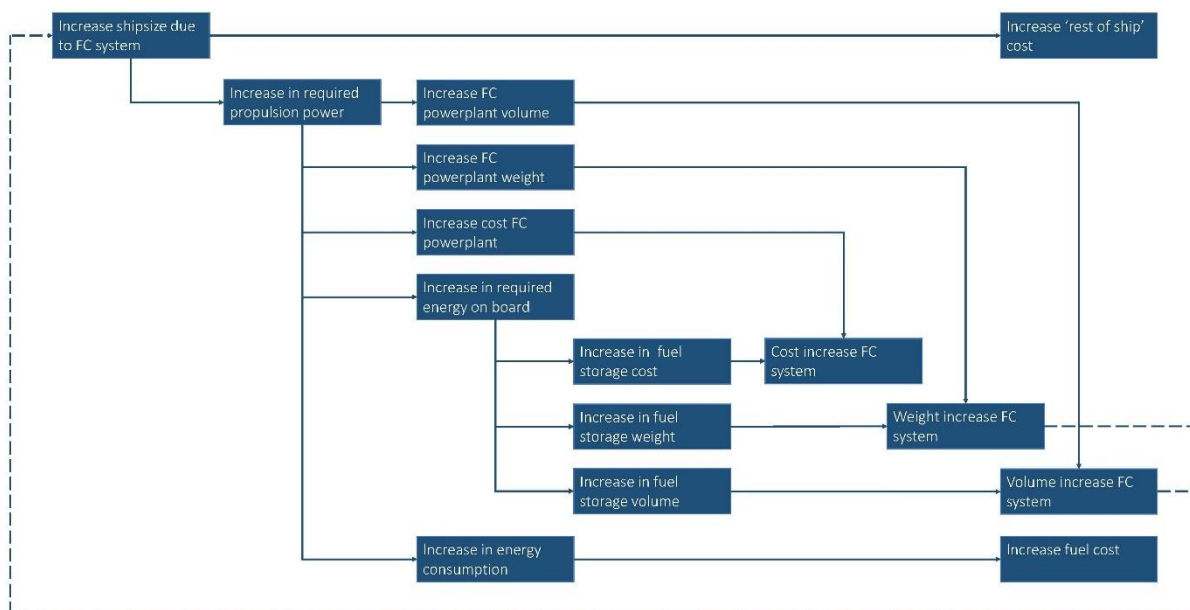 Increase shipsize due
to FC system
Increase ‘rest of ship’
cost
Increase in required
propulsion power
Increase FC
powerplant volume
Increase FC
powerplant weight
Increase cost FC
powerplant
Increase in required
energy on board
Increase in fuel
storage cost
Cost increase FC
system
Increase in fuel
storage weight
Weight increase FC
system
Increase in fuel
storage volume
Volume increase FC
system
Increase in energy
consumption
Increase fuel cost